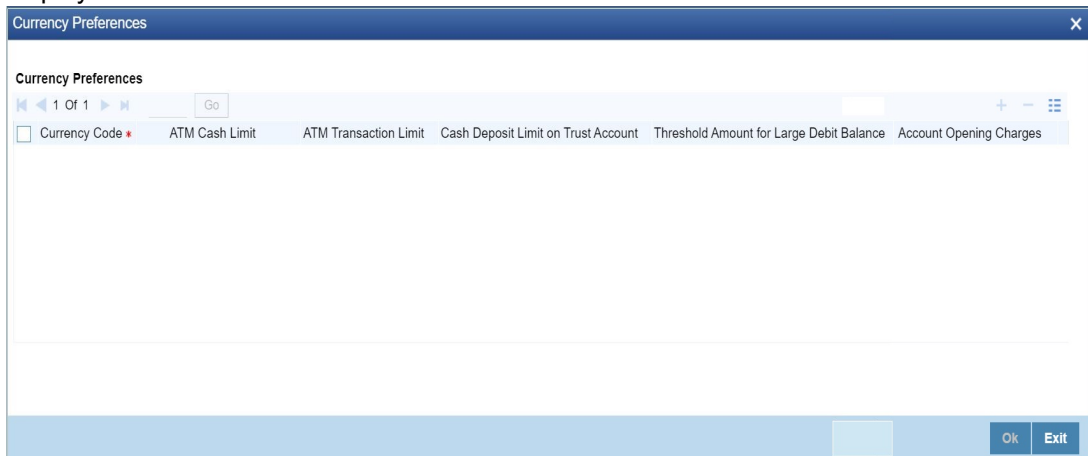 Currency Preferences
Currency Preferences
1 Of 1 Go
Currency Code * ATM Cash Limit ATM Transaction Limit Cash Deposit Limit on Trust Account Threshold Amount for Large Debit Balance Account Opening Charges
Ok Exit